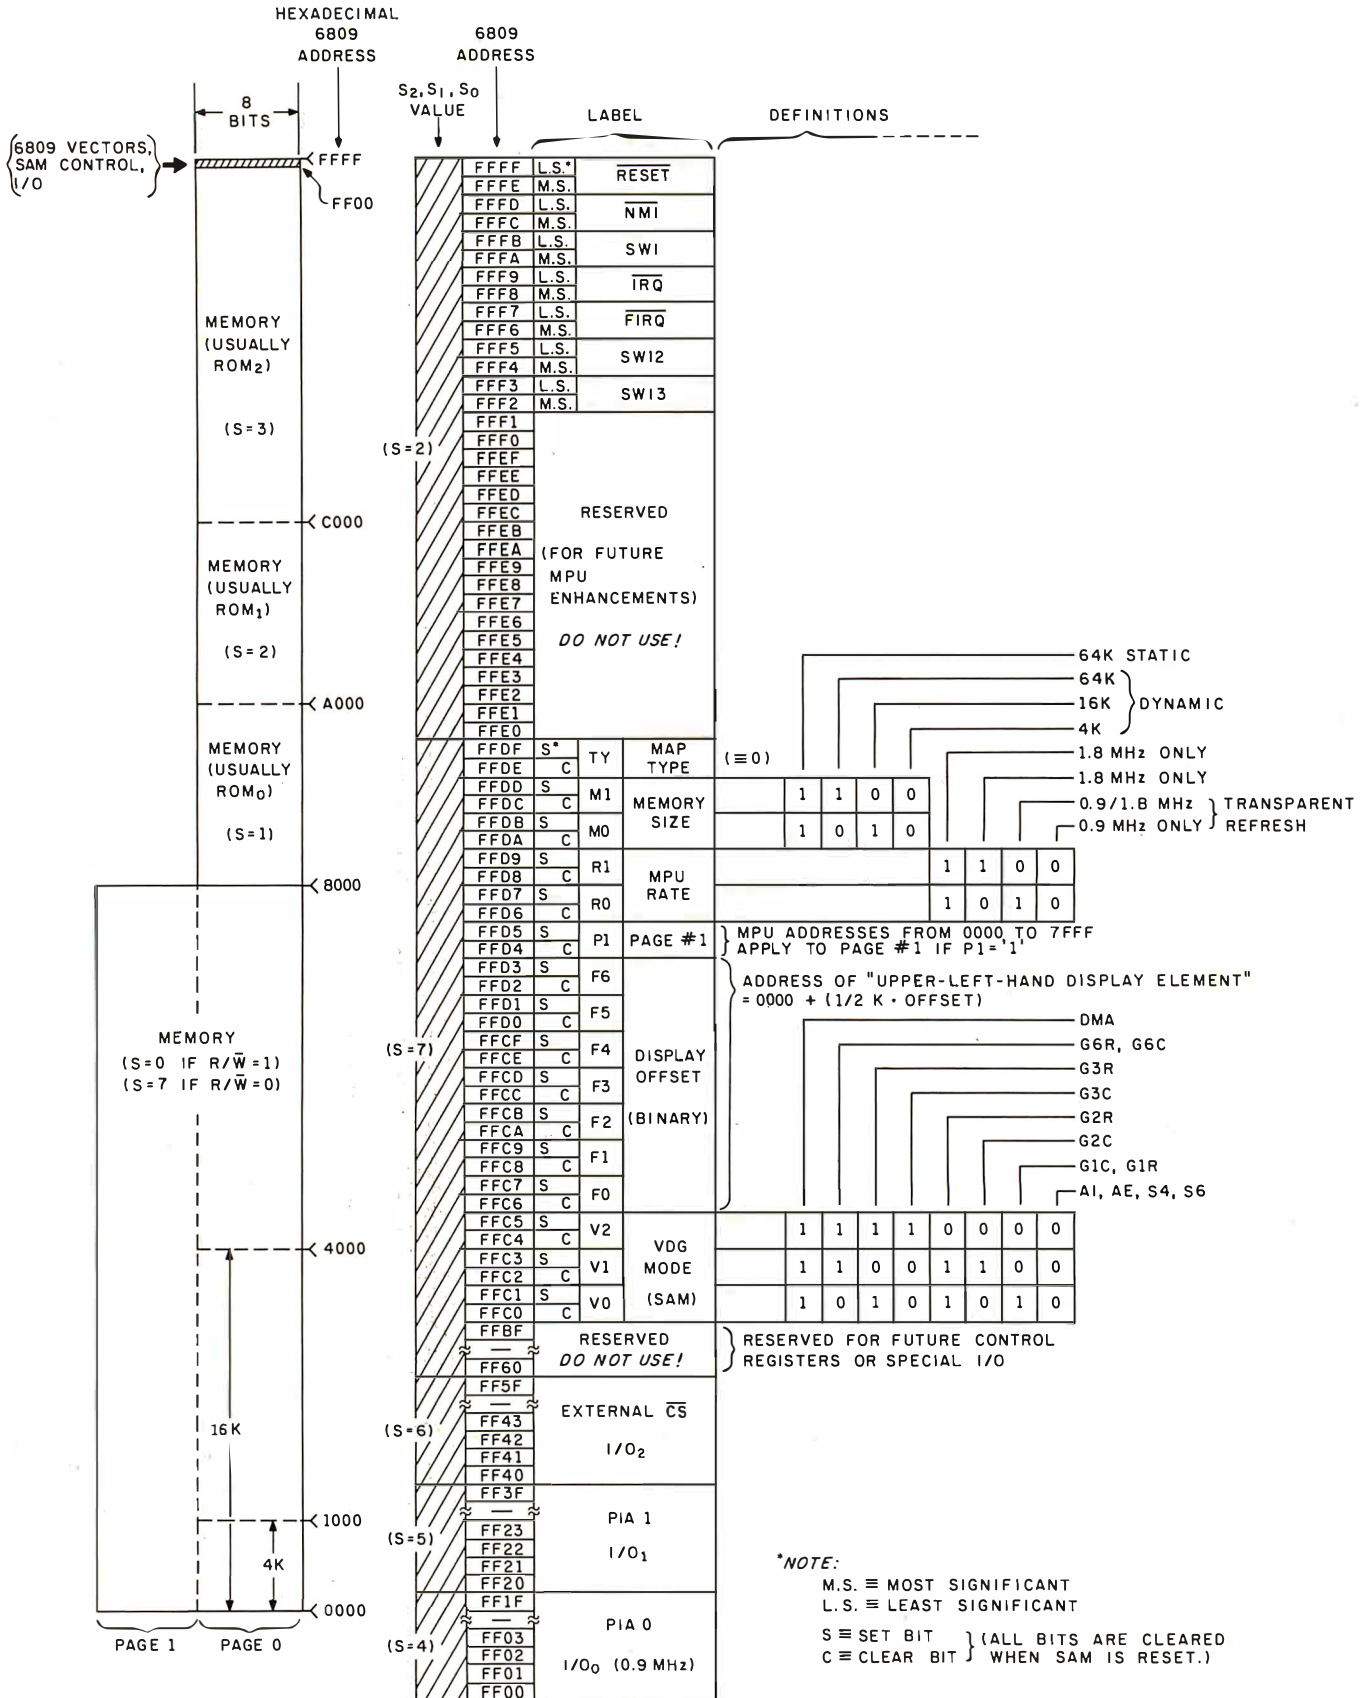 HEXADECIMAL
6809
ADDRESS
6809
ADDRESS
S2, S1, S0
VALUE
LABEL
DEFINITIONS
8
BITS
6809 VECTORS,
SAM CONTROL,
I/O
FFFF
FF00
MEMORY
(USUALLY
ROM2)
(S=3)
C000
MEMORY
(USUALLY
ROM1)
(S=2)
A000
MEMORY
(USUALLY
ROM0)
(S=1)
8000
MEMORY
(S=0 IF R/W̅=1)
(S=7 IF R/W̅=0)
4000
16K
1000
4K
0000
PAGE 1
PAGE 0
(S=2)
FFFF L.S.* R̅E̅S̅E̅T̅
FFFE M.S.
FFFD L.S. N̅M̅I̅
FFFC M.S.
FFFB L.S. SWI
FFFA M.S.
FFF9 L.S. I̅R̅Q̅
FFF8 M.S.
FFF7 L.S. F̅I̅R̅Q̅
FFF6 M.S.
FFF5 L.S. SWI2
FFF4 M.S.
FFF3 L.S. SWI3
FFF2 M.S.
FFF1
FFF0
FFEF
FFEE
FFED
FFEC
FFEB
FFEA
FFE9
FFE8
FFE7
FFE6
FFE5
FFE4
FFE3
FFE2
FFE1
FFE0
RESERVED
(FOR FUTURE
MPU
ENHANCEMENTS)
DO NOT USE!
64K STATIC
64K
16K
4K
DYNAMIC
1.8 MHz ONLY
1.8 MHz ONLY
0.9/1.8 MHz
0.9 MHz ONLY
TRANSPARENT
REFRESH
(S=7)
FFDF S* TY MAP TYPE (≡0)
FFDE C
FFDD S M1 MEMORY SIZE 1 1 0 0
FFDC C
FFDB S M0 1 0 1 0
FFDA C
FFD9 S R1 MPU RATE 1 1 0 0
FFD8 C
FFD7 S R0 1 0 1 0
FFD6 C
FFD5 S P1 PAGE #1
FFD4 C
MPU ADDRESSES FROM 0000 TO 7FFF
APPLY TO PAGE #1 IF P1='1'
FFD3 S F6
FFD2 C
FFD1 S F5
FFD0 C
FFCF S F4
FFCE C
FFCD S F3
FFCC C
FFCB S F2
FFCA C
FFC9 S F1
FFC8 C
FFC7 S F0
FFC6 C
DISPLAY
OFFSET
(BINARY)
ADDRESS OF "UPPER-LEFT-HAND DISPLAY ELEMENT"
= 0000 + (1/2 K · OFFSET)
DMA
G6R, G6C
G3R
G3C
G2R
G2C
G1C, G1R
AI, AE, S4, S6
FFC5 S V2 1 1 1 1 0 0 0 0
FFC4 C
FFC3 S V1 1 1 0 0 1 1 0 0
FFC2 C
FFC1 S V0 1 0 1 0 1 0 1 0
FFC0 C
VDG
MODE
(SAM)
FFBF
—
FF60
RESERVED
DO NOT USE!
RESERVED FOR FUTURE CONTROL
REGISTERS OR SPECIAL I/O
(S=6)
FF5F
—
FF43
FF42
FF41
FF40
EXTERNAL C̅S̅
I/O2
(S=5)
FF3F
—
FF23
FF22
FF21
FF20
PIA 1
I/O1
(S=4)
FF1F
—
FF03
FF02
FF01
FF00
PIA 0
I/O0 (0.9 MHz)
*NOTE:
M.S. ≡ MOST SIGNIFICANT
L.S. ≡ LEAST SIGNIFICANT
S ≡ SET BIT
C ≡ CLEAR BIT
(ALL BITS ARE CLEARED
WHEN SAM IS RESET.)